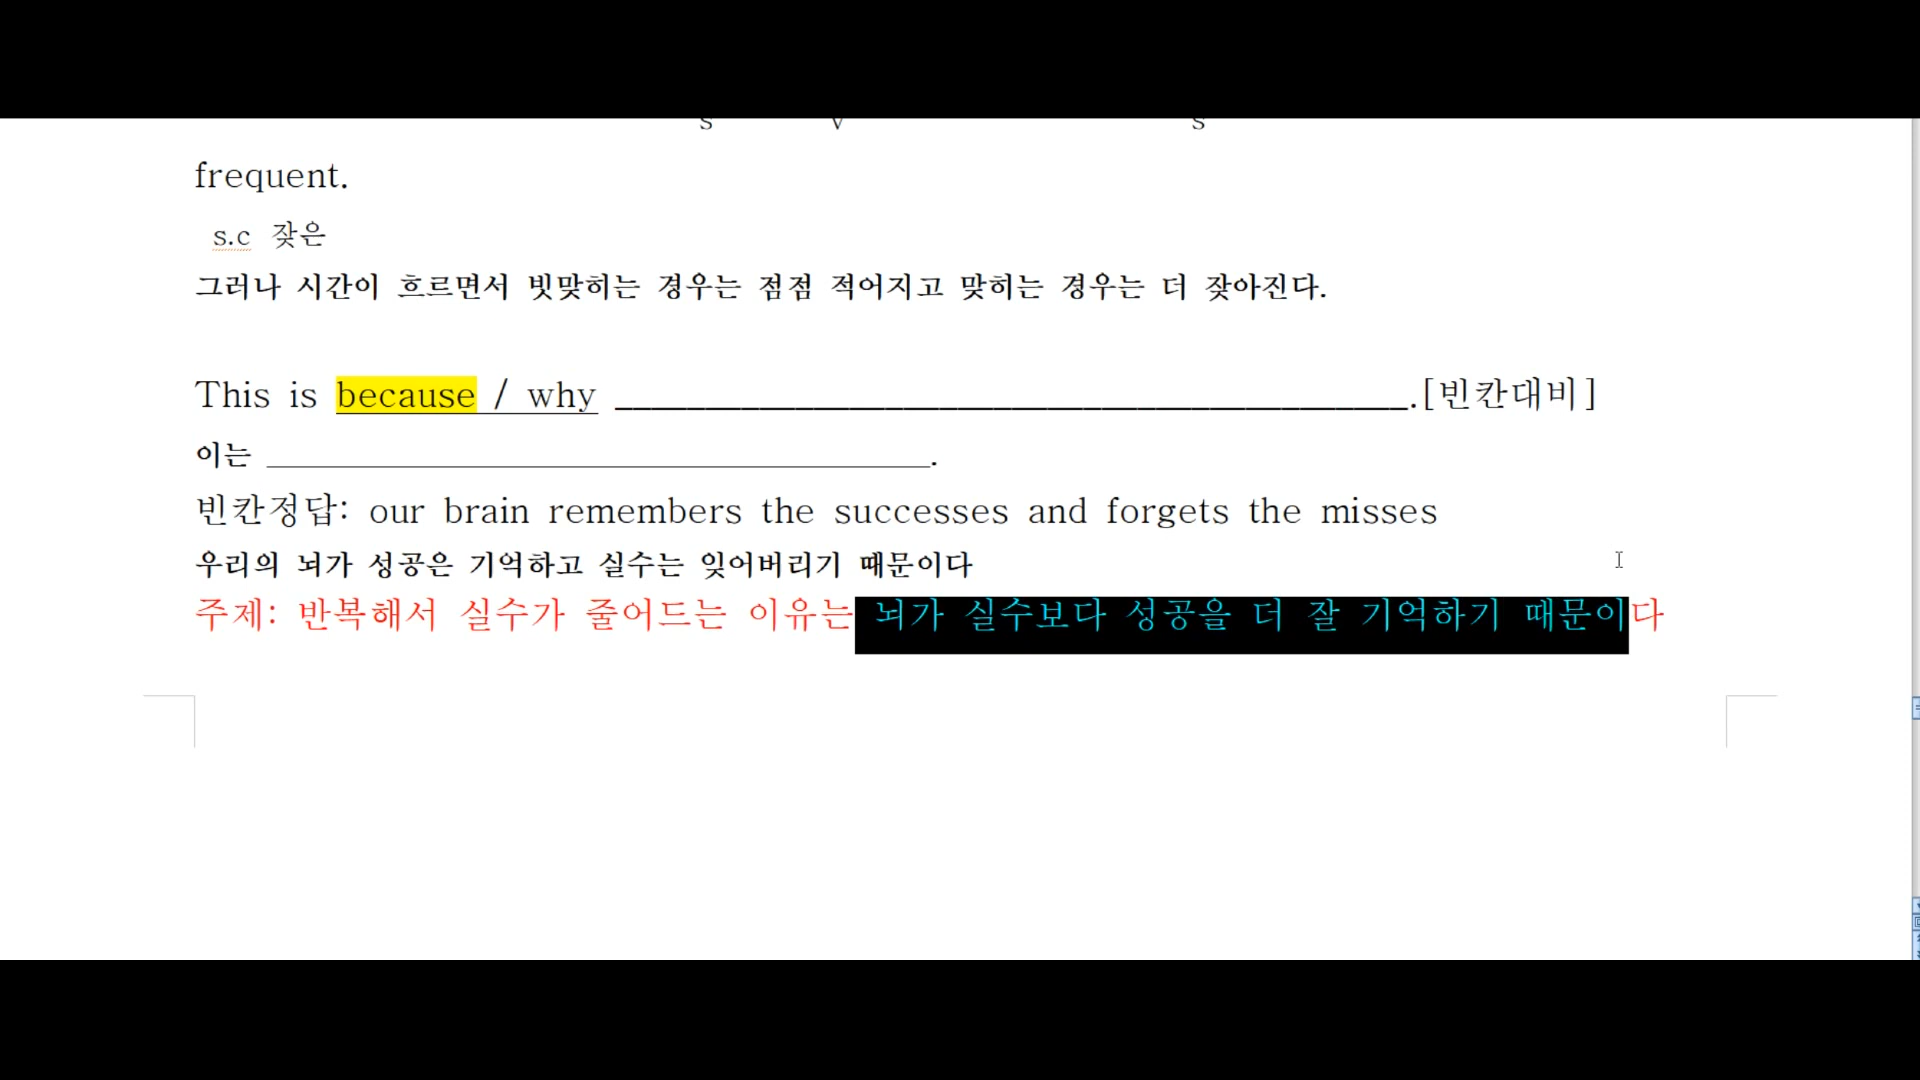 s v s
frequent.
s.c 잦은
그러나 시간이 흐르면서 빗맞히는 경우는 점점 적어지고 맞히는 경우는 더 잦아진다.
This is because / why ____________________________________________.[빈칸대비]
이는 ____________________________________________.
빈칸정답: our brain remembers the successes and forgets the misses
우리의 뇌가 성공은 기억하고 실수는 잊어버리기 때문이다
주제: 반복해서 실수가 줄어드는 이유는 뇌가 실수보다 성공을 더 잘 기억하기 때문이다